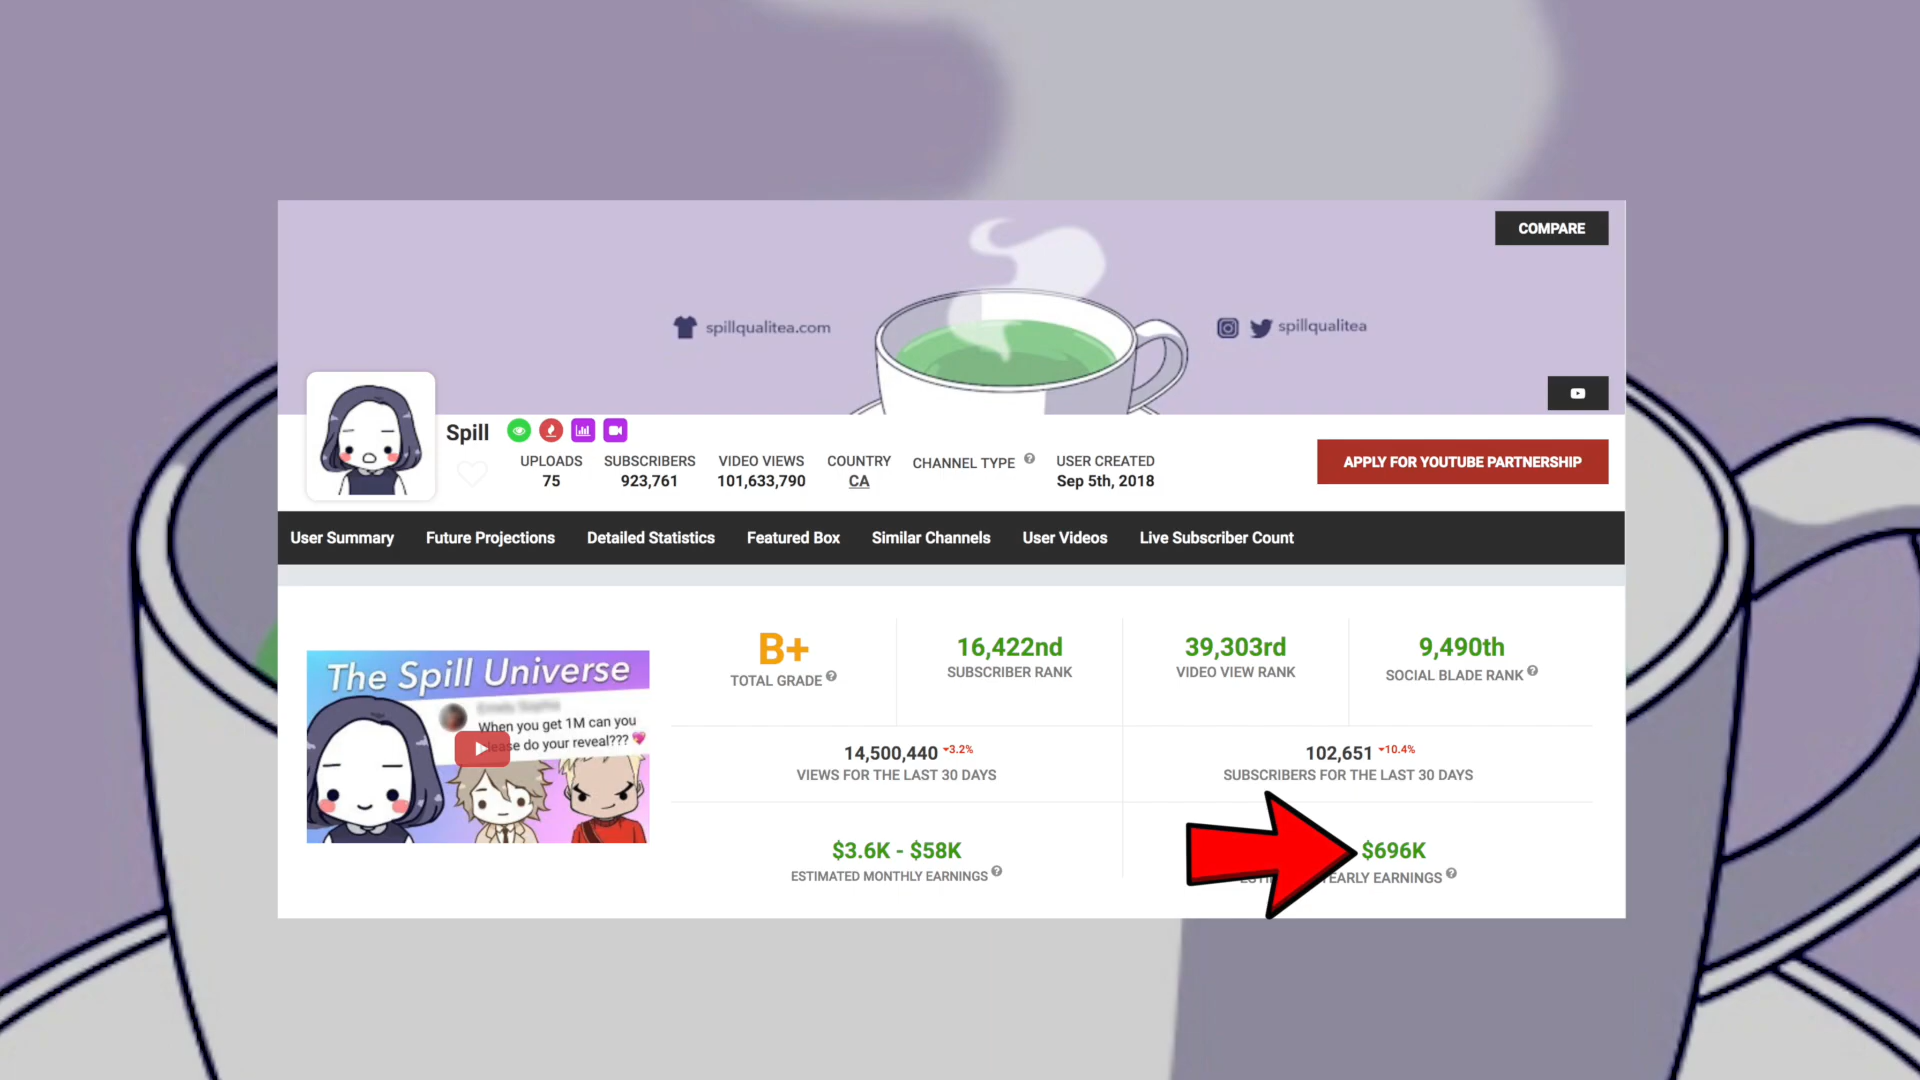 COMPARE
spillqualitea.com
spillqualitea
Spill
UPLOADS SUBSCRIBERS VIDEO VIEWS COUNTRY CHANNEL TYPE USER CREATED
75 923,761 101,633,790 CA Sep 5th, 2018
APPLY FOR YOUTUBE PARTNERSHIP
User Summary Future Projections Detailed Statistics Featured Box Similar Channels User Videos Live Subscriber Count
The Spill Universe
When you get 1M can you
please do your reveal???
B+
TOTAL GRADE
16,422nd
SUBSCRIBER RANK
39,303rd
VIDEO VIEW RANK
9,490th
SOCIAL BLADE RANK
14,500,440 -3.2%
VIEWS FOR THE LAST 30 DAYS
102,651 -10.4%
SUBSCRIBERS FOR THE LAST 30 DAYS
$3.6K - $58K
ESTIMATED MONTHLY EARNINGS
$696K
YEARLY EARNINGS